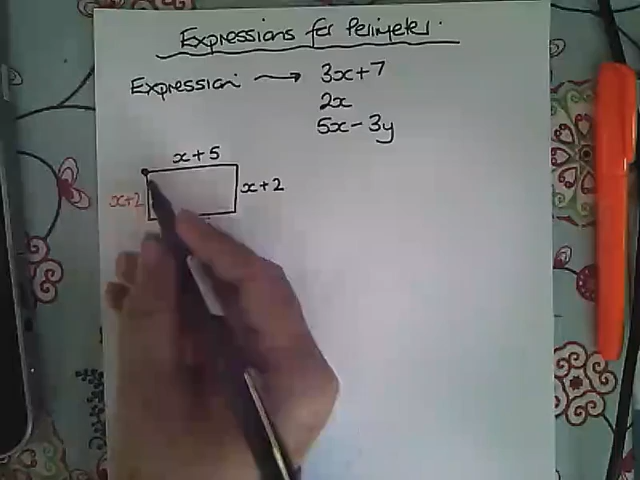 Expressions for Perimeter.
Expression → 3x+7
2x
5x-3y
x+5
x+2 x+2